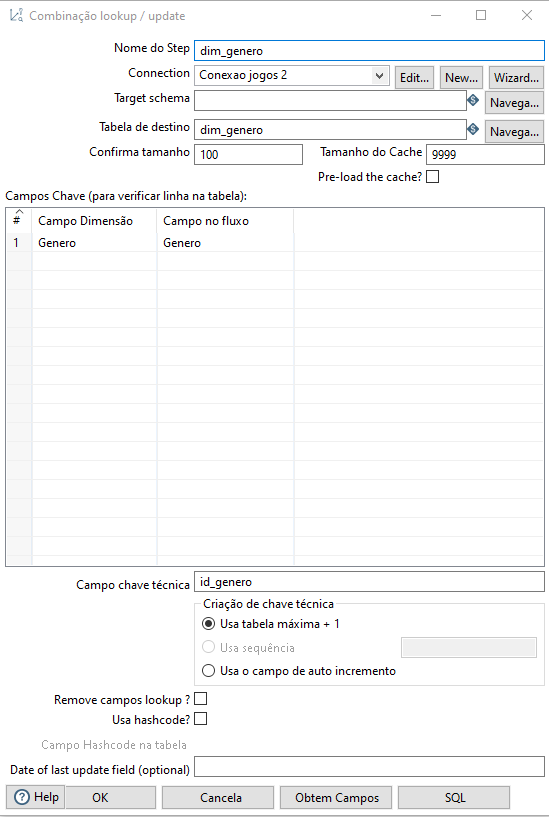 Combinação lookup / update
Nome do Step dim_genero
Connection Conexao jogos 2 Edit... New... Wizard...
Target schema S Navega...
Tabela de destino dim_genero S Navega...
Confirma tamanho 100 Tamanho do Cache 9999
Pre-load the cache?
Campos Chave (para verificar linha na tabela):
# Campo Dimensão Campo no fluxo
1 Genero Genero
Campo chave técnica id_genero
Criação de chave técnica
Usa tabela máxima + 1
Usa sequência
Usa o campo de auto incremento
Remove campos lookup ?
Usa hashcode?
Campo Hashcode na tabela
Date of last update field (optional)
? Help OK Cancela Obtem Campos SQL